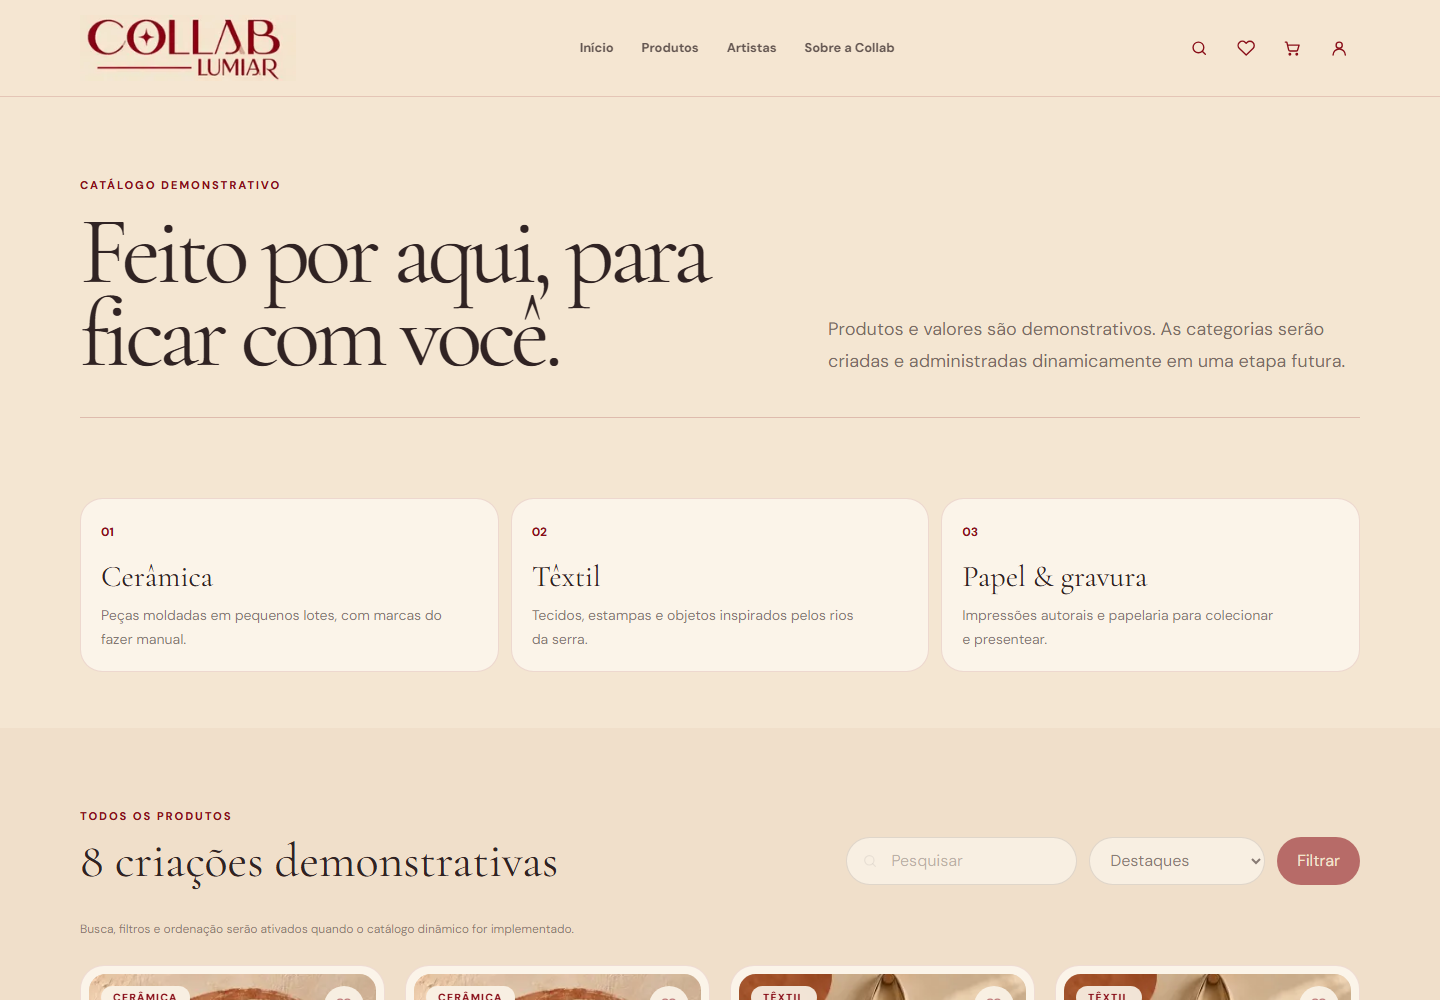 COLLAB
LUMIAR
Início
Produtos
Artistas
Sobre a Collab
CATÁLOGO DEMONSTRATIVO
Feito por aqui, para
ficar com você.
Produtos e valores são demonstrativos. As categorias serão
criadas e administradas dinamicamente em uma etapa futura.
01
Cerâmica
Peças moldadas em pequenos lotes, com marcas do
fazer manual.
02
Têxtil
Tecidos, estampas e objetos inspirados pelos rios
da serra.
03
Papel & gravura
Impressões autorais e papelaria para colecionar
e presentear.
TODOS OS PRODUTOS
8 criações demonstrativas
Pesquisar
Destaques
Filtrar
Busca, filtros e ordenação serão ativados quando o catálogo dinâmico for implementado.
CERÂMICA
CERÂMICA
TÊXTIL
TÊXTIL